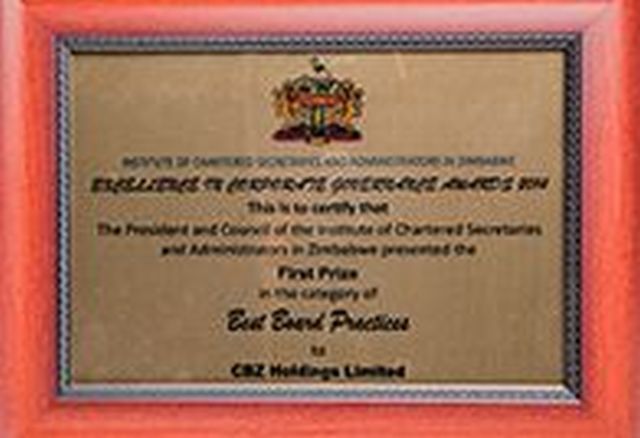 INSTITUTE OF CHARTERED SECRETARIES AND ADMINISTRATORS IN ZIMBABWE
EXCELLENCE IN CORPORATE GOVERNANCE AWARDS 2014
This is to certify that
The President and Council of the Institute of Chartered Secretaries
and Administrators in Zimbabwe presented the
First Prize
in the category of
Best Board Practices
to
CBZ Holdings Limited